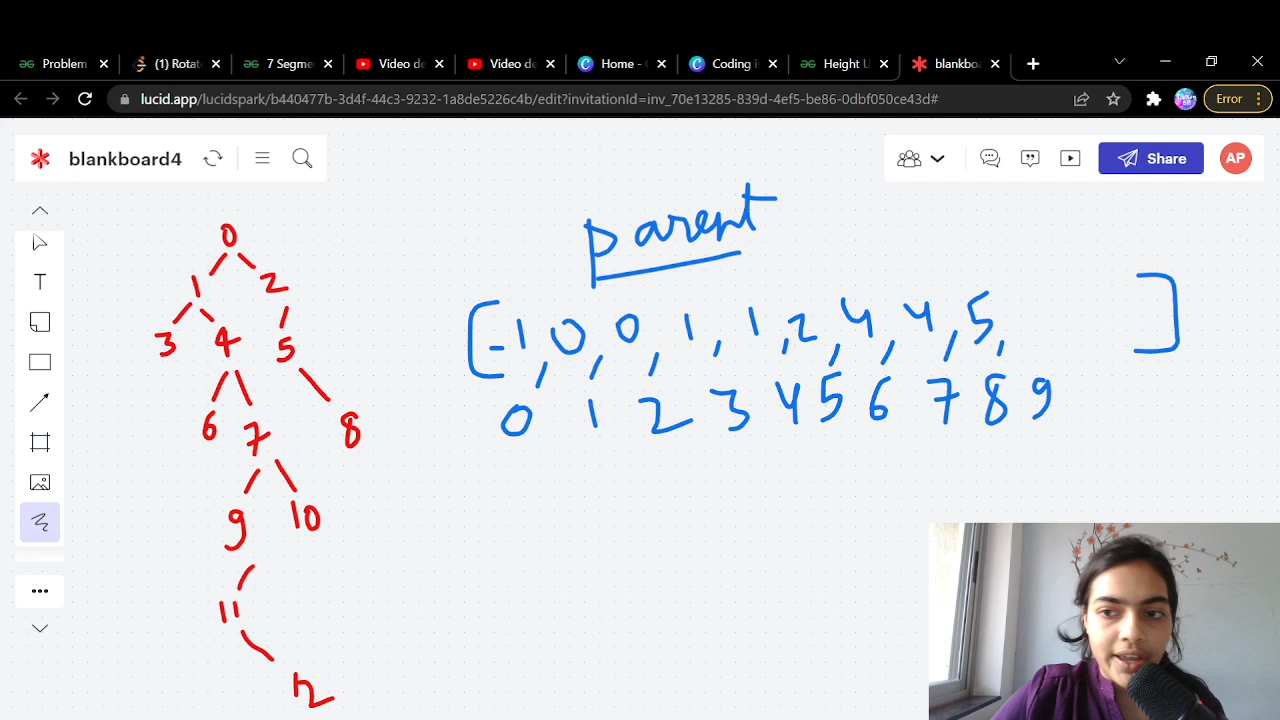 Problem
(1) Rotat
7 Segme
Video de
Video de
Home - (
Coding is
Height U
blankbo
lucid.app/lucidspark/b440477b-3d4f-44c3-9232-1a8de5226c4b/edit?invitationId=inv_70e13285-839d-4ef5-be86-0dbf050ce43d#
Error
blankboard4
Share
AP
T
parent
0
1 2
3 4 5
6 7 8
9 10
11
12
[-1, 0, 0, 1, 1, 2, 4, 4, 5, ]
0 1 2 3 4 5 6 7 8 9